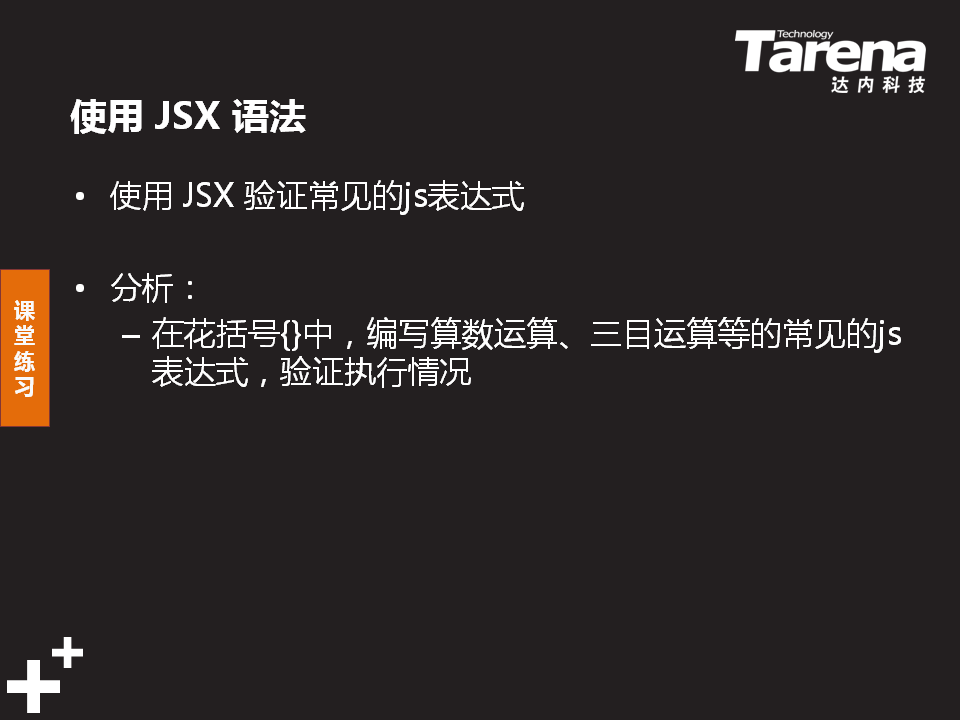 Technology
Tarena
达内科技
使用 JSX 语法
• 使用 JSX 验证常见的js表达式
• 分析：
– 在花括号{}中，编写算数运算、三目运算等的常见的js
表达式，验证执行情况
课
堂
练
习